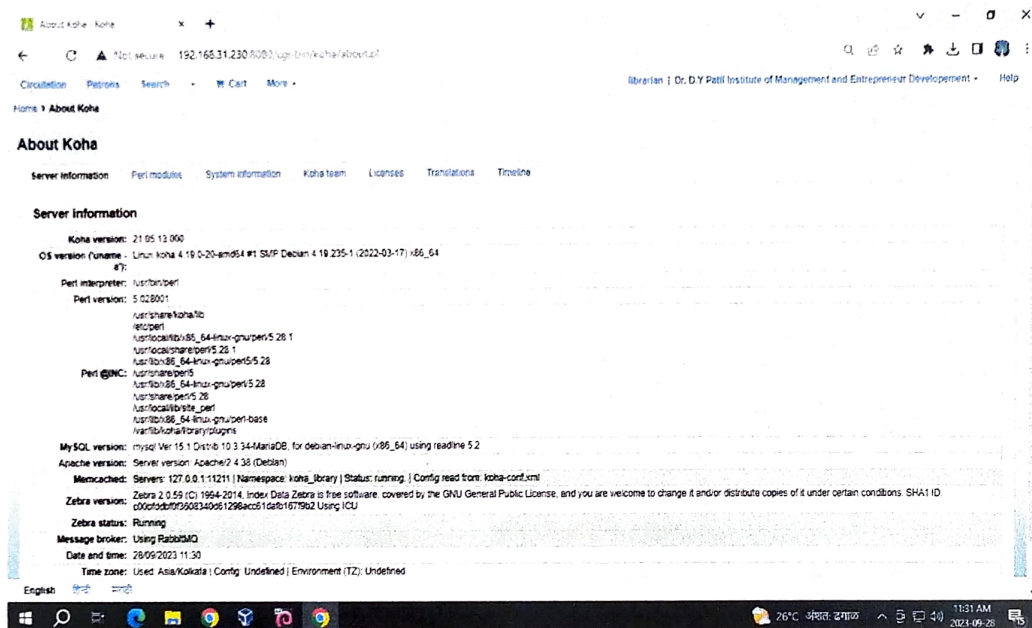 About Koha - Koha
Not secure 192.168.31.230:8080/cgi-bin/koha/about.pl
Circulation Patrons Search Cart More
librarian | Dr. D.Y Patil Institute of Management and Entrepreneur Developement
Help
Home > About Koha
About Koha
Server information Perl modules System information Koha team Licenses Translations Timeline
Server information
Koha version: 21.05.13.000
OS version ('uname -a'): Linux koha 4.19.0-20-amd64 #1 SMP Debian 4.19.235-1 (2022-03-17) x86_64
Perl interpreter: /usr/bin/perl
Perl version: 5.028001
Perl @INC:
/usr/share/koha/lib
/etc/perl
/usr/local/lib/x86_64-linux-gnu/perl/5.28.1
/usr/local/share/perl/5.28.1
/usr/lib/x86_64-linux-gnu/perl5/5.28
/usr/share/perl5
/usr/lib/x86_64-linux-gnu/perl/5.28
/usr/share/perl/5.28
/usr/local/lib/site_perl
/usr/lib/x86_64-linux-gnu/perl-base
/var/lib/koha/library/plugins
MySQL version: mysql Ver 15.1 Distrib 10.3.34-MariaDB, for debian-linux-gnu (x86_64) using readline 5.2
Apache version: Server version: Apache/2.4.38 (Debian)
Memcached: Servers: 127.0.0.1:11211 | Namespace: koha_library | Status: running. | Config read from: koha-conf.xml
Zebra version: Zebra 2.0.59 (C) 1994-2014, Index Data Zebra is free software, covered by the GNU General Public License, and you are welcome to change it and/or distribute copies of it under certain conditions. SHA1 ID:
Using ICU
Zebra status: Running
Message broker: Using RabbitMQ
Date and time: 28/09/2023 11:30
Time zone: Used: Asia/Kolkata | Config: Undefined | Environment (TZ): Undefined
English हिन्दी मराठी
26°C अंशतः ढगाळ
11:31 AM
2023-09-28